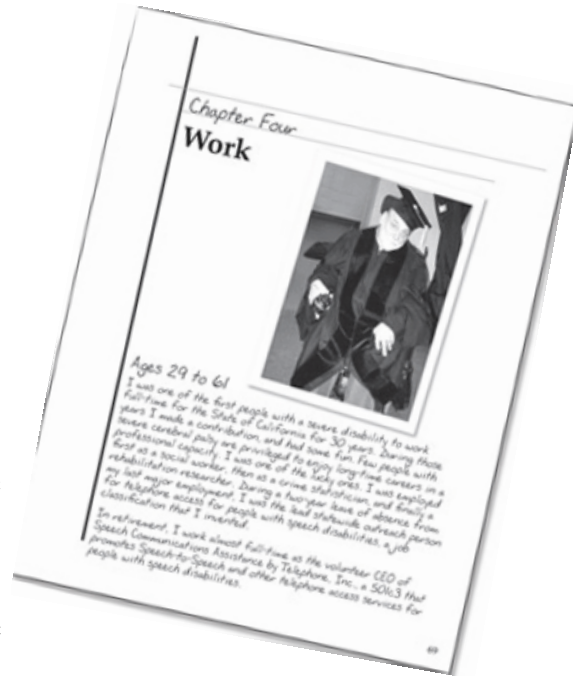 Chapter Four
Work
Ages 29 to 61
I was one of the first people with a severe disability to work
full-time for the State of California for 30 years. During those
years I made a contribution, and had some fun. Few people with
severe cerebral palsy are privileged to enjoy long-time careers in a
professional capacity. I was one of the lucky ones. I was employed
first as a social worker, then as a crime statistician, and finally a
rehabilitation researcher. During a two-year leave of absence from
my last major employment, I was the lead statewide outreach person
for telephone access for people with speech disabilities, a job
classification that I invented.
In retirement, I work almost full-time as the volunteer CEO of
Speech Communications Assistance by Telephone, Inc., a 501c3 that
promotes Speech-to-Speech and other telephone access services for
people with speech disabilities.
69